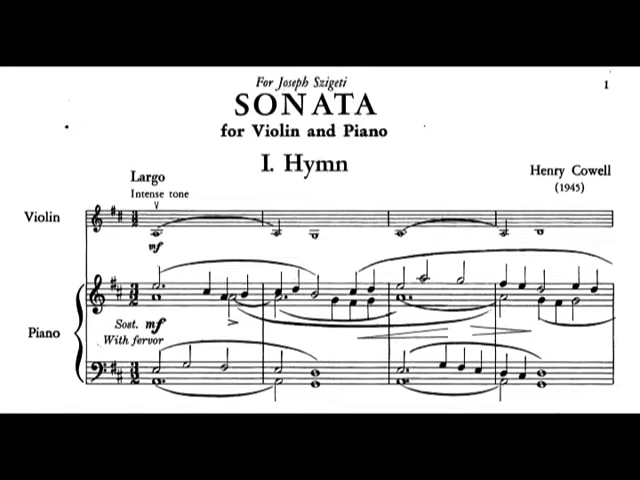 For Joseph Szigeti
1
SONATA
for Violin and Piano
I. Hymn
Largo
Henry Cowell
Intense tone
(1945)
Violin
mf
Piano
Sost. mf
With fervor